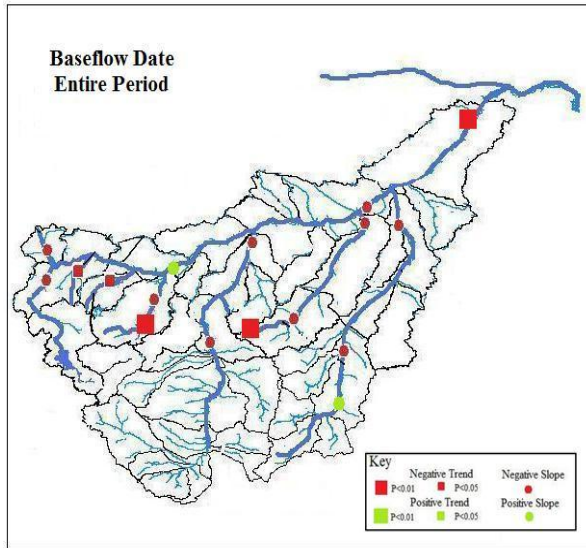 Baseflow Date
Entire Period
Key
Negative Trend Negative Slope
P<0.01 P<0.05
Positive Trend Positive Slope
P<0.01 P<0.05